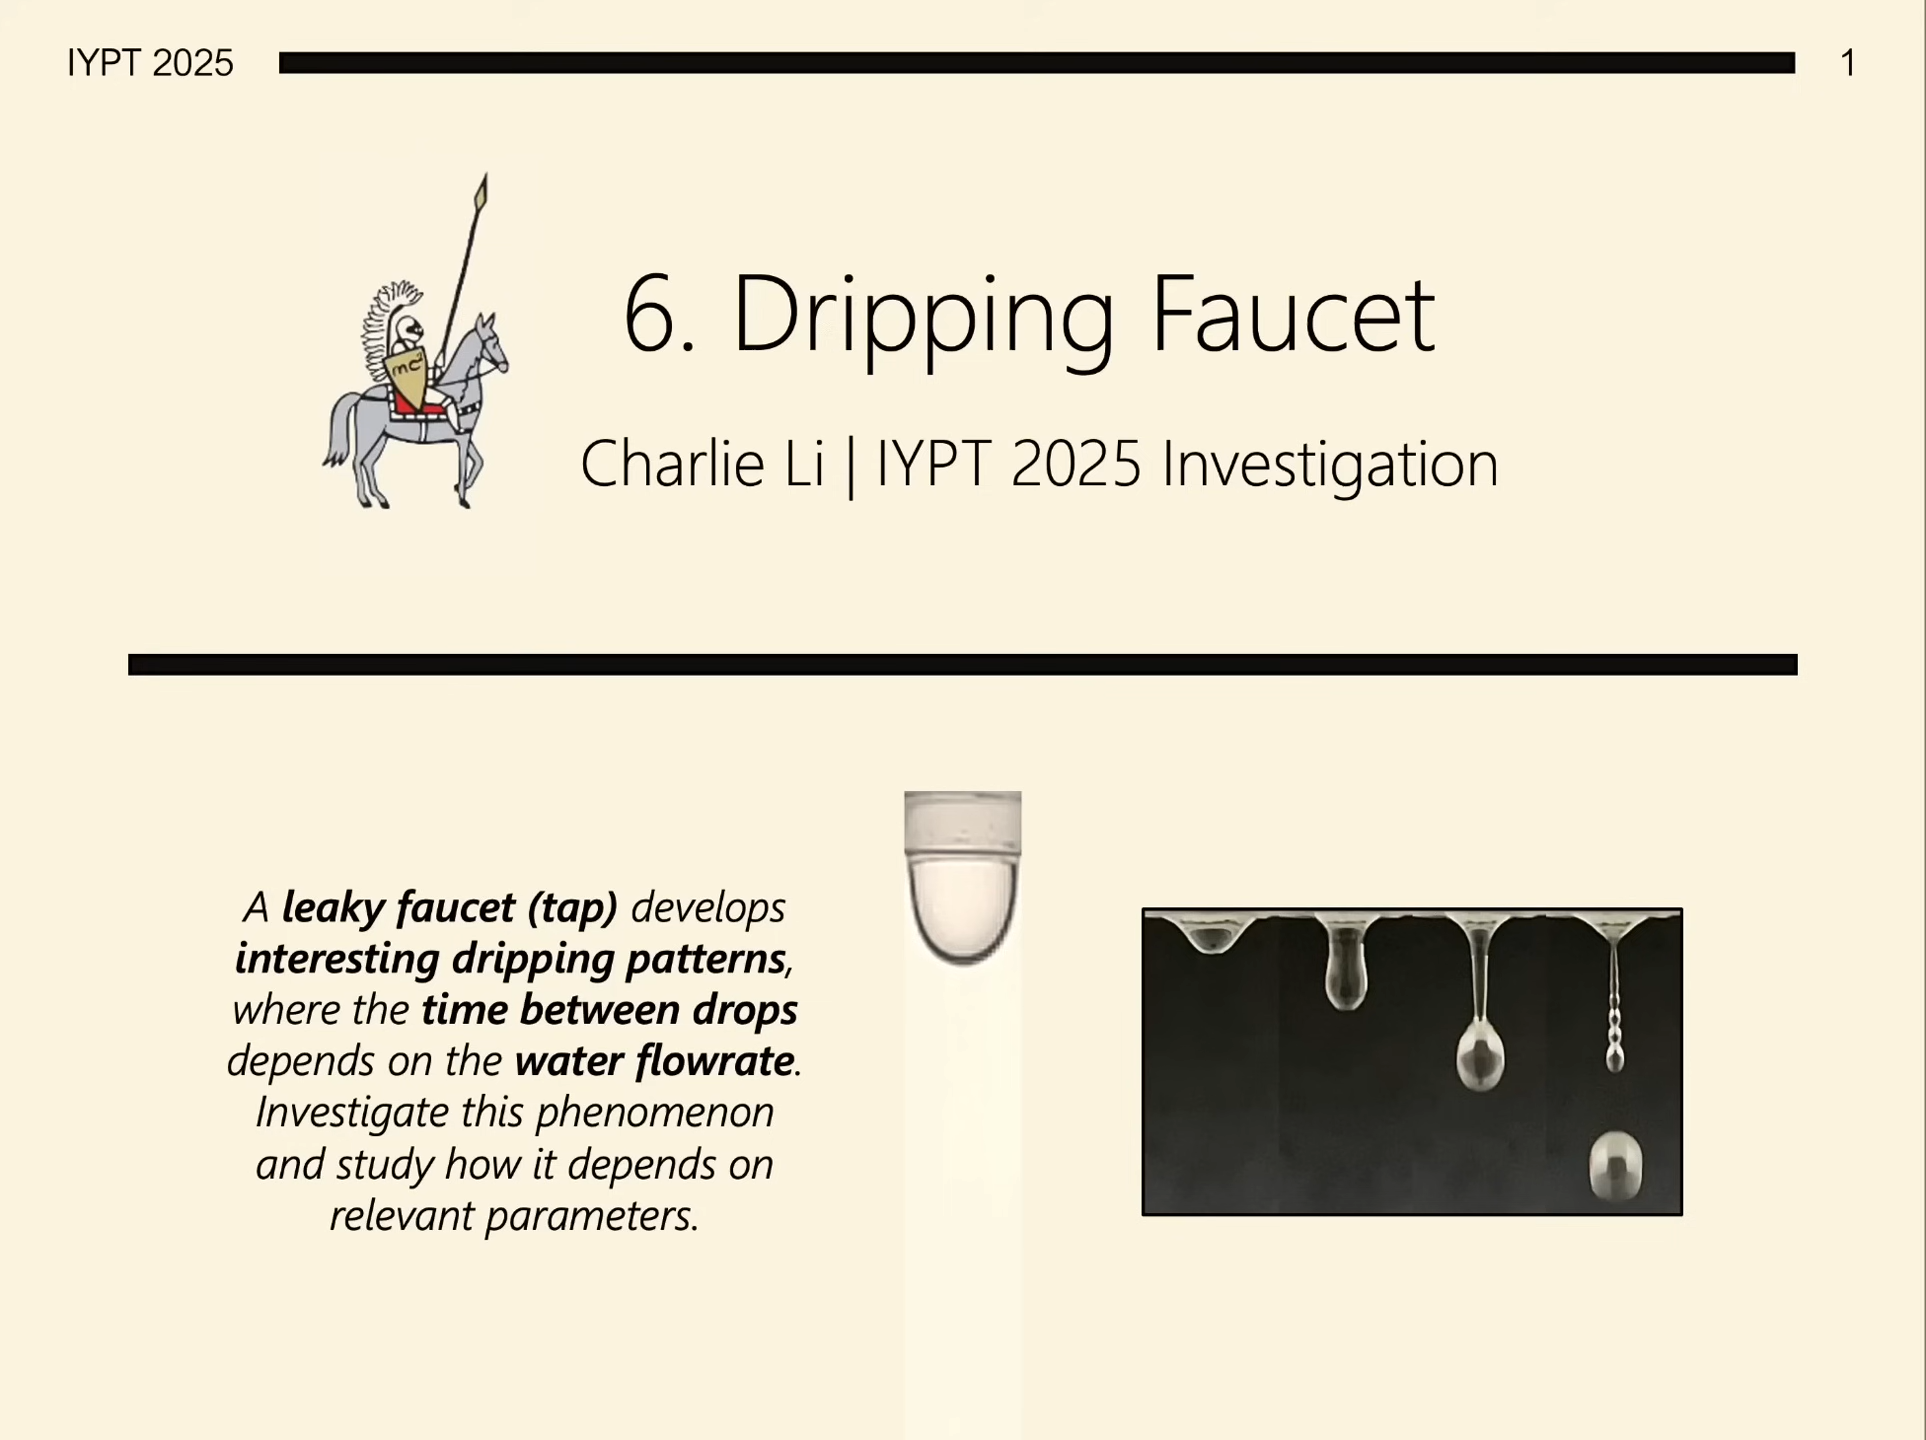 IYPT 2025
1
mc²
6. Dripping Faucet
Charlie Li | IYPT 2025 Investigation
A leaky faucet (tap) develops
interesting dripping patterns,
where the time between drops
depends on the water flowrate.
Investigate this phenomenon
and study how it depends on
relevant parameters.